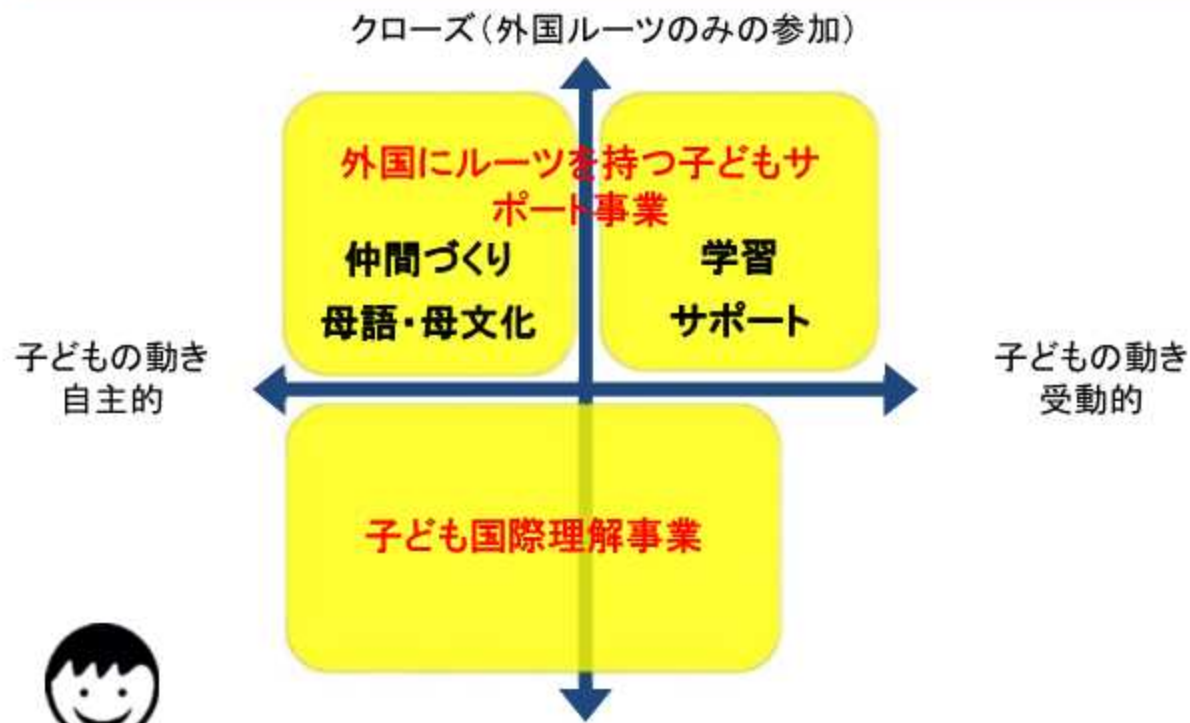 クローズ（外国ルーツのみの参加）
外国にルーツを持つ子どもサ
ポート事業
仲間づくり
母語・母文化
学習
サポート
子どもの動き
自主的
子どもの動き
受動的
子ども国際理解事業